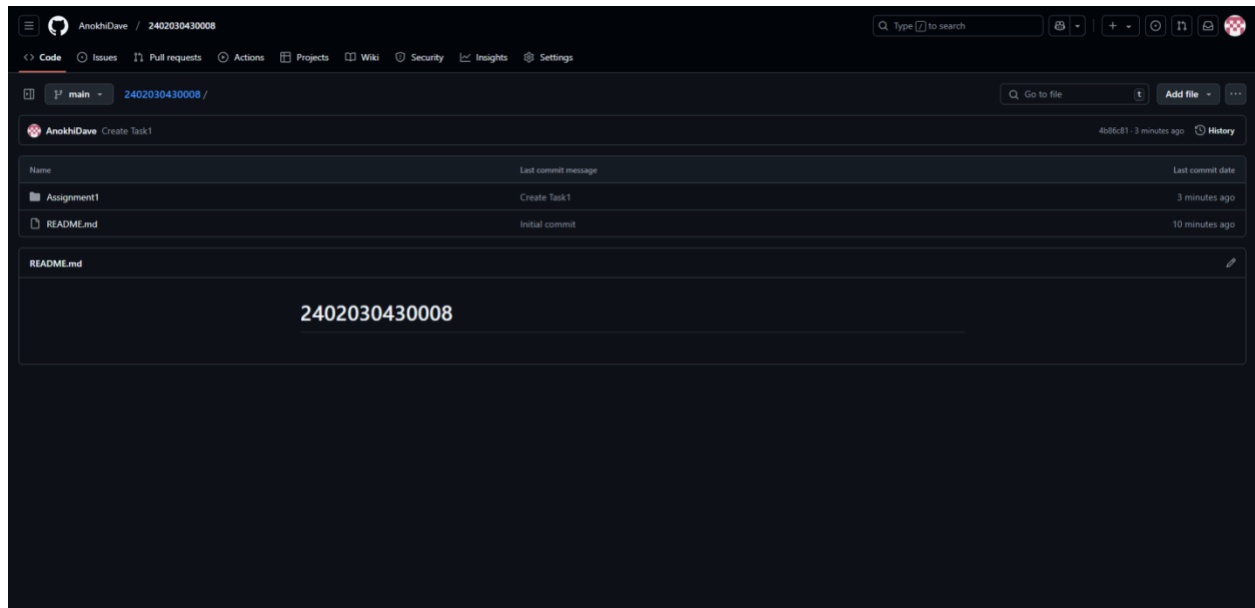 AnokhiDave / 2402030430008
Type / to search
Code Issues Pull requests Actions Projects Wiki Security Insights Settings
main 2402030430008 / Go to file t Add file
AnokhiDave Create Task1 4b86c81 · 3 minutes ago History
Name Last commit message Last commit date
Assignment1 Create Task1 3 minutes ago
README.md Initial commit 10 minutes ago
README.md
2402030430008